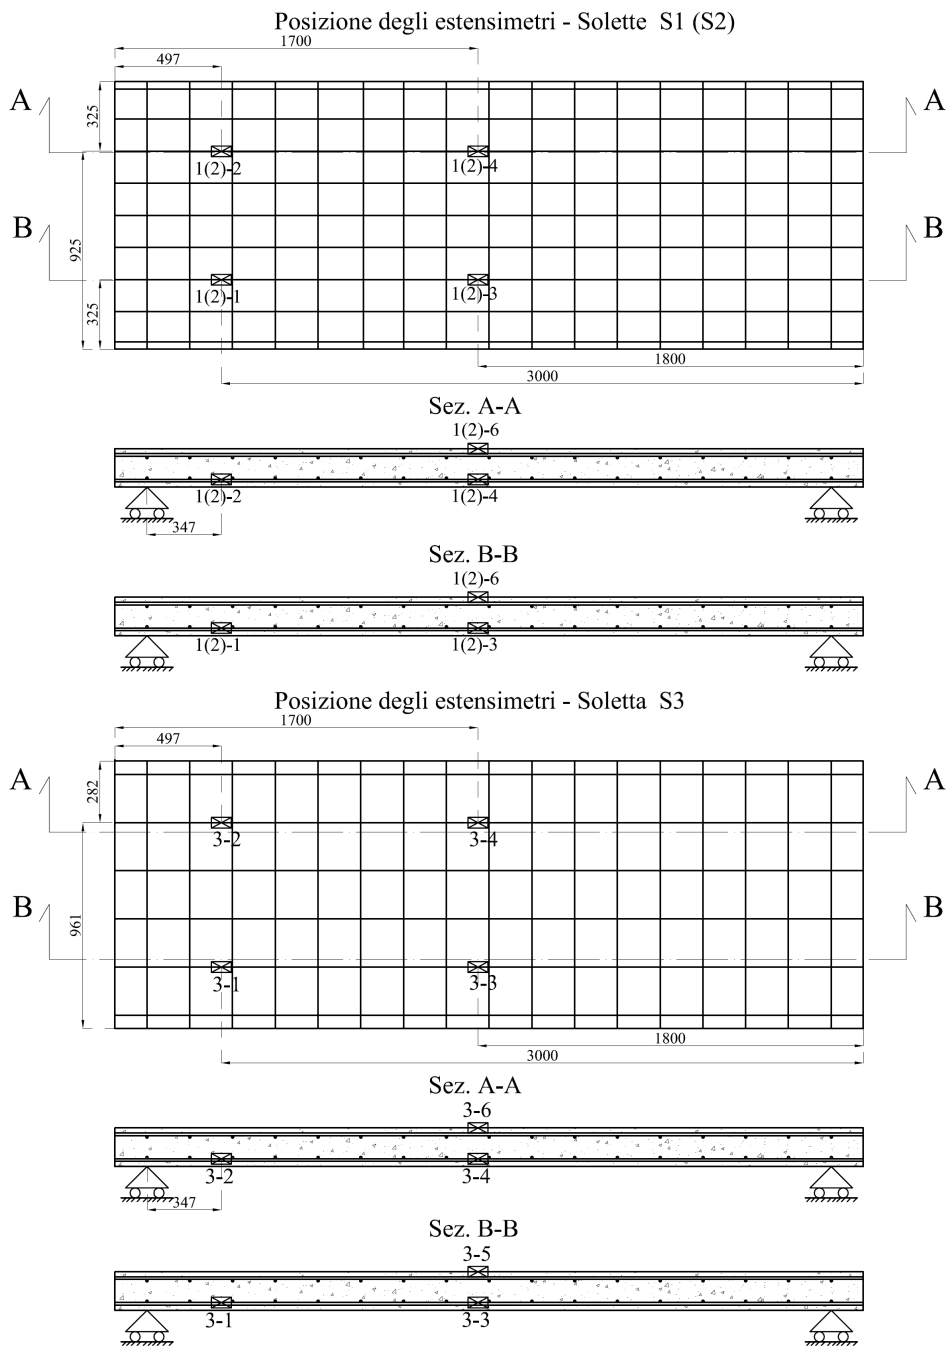 Posizione degli estensimetri - Solette S1 (S2)
1700
497
A
A
325
1(2)-2
1(2)-4
B
B
925
325
1(2)-1
1(2)-3
1800
3000
Sez. A-A
1(2)-6
1(2)-2
1(2)-4
347
Sez. B-B
1(2)-6
1(2)-1
1(2)-3
Posizione degli estensimetri - Soletta S3
1700
497
A
A
282
3-2
3-4
B
B
961
3-1
3-3
1800
3000
Sez. A-A
3-6
3-2
3-4
347
Sez. B-B
3-5
3-1
3-3